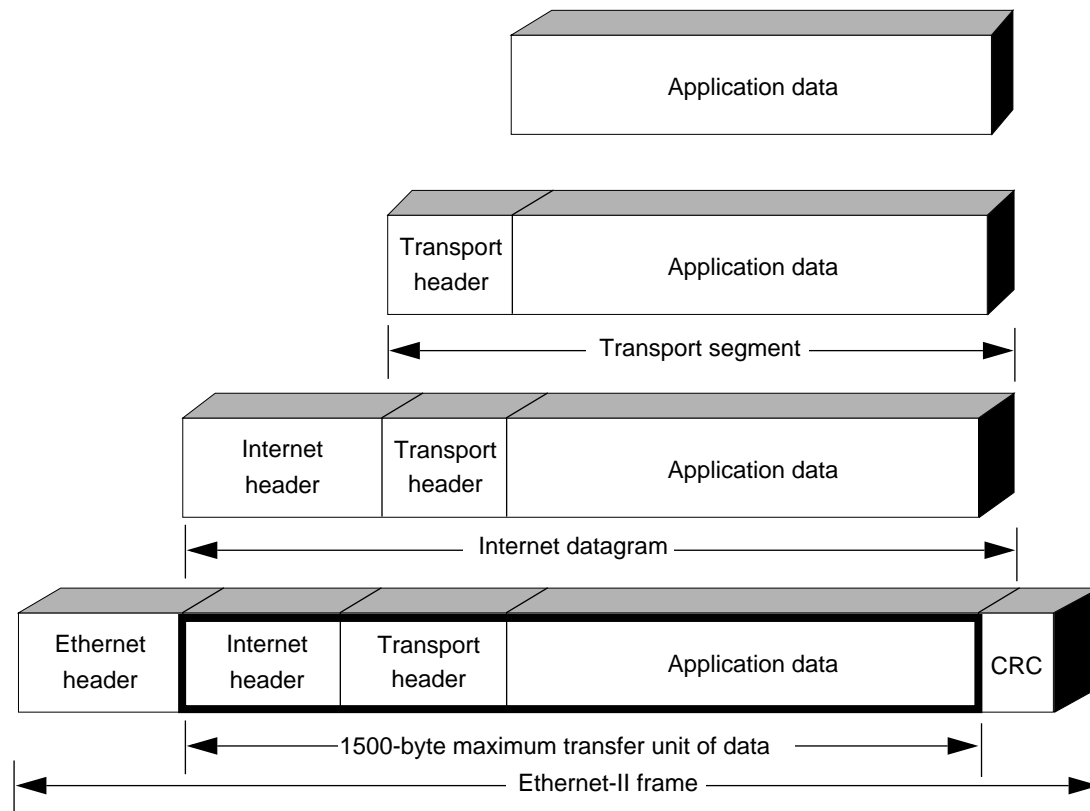 Application data
Transport
header
Application data
Transport segment
Internet
header
Transport
header
Application data
Internet datagram
Ethernet
header
Internet
header
Transport
header
Application data
CRC
1500-byte maximum transfer unit of data
Ethernet-II frame